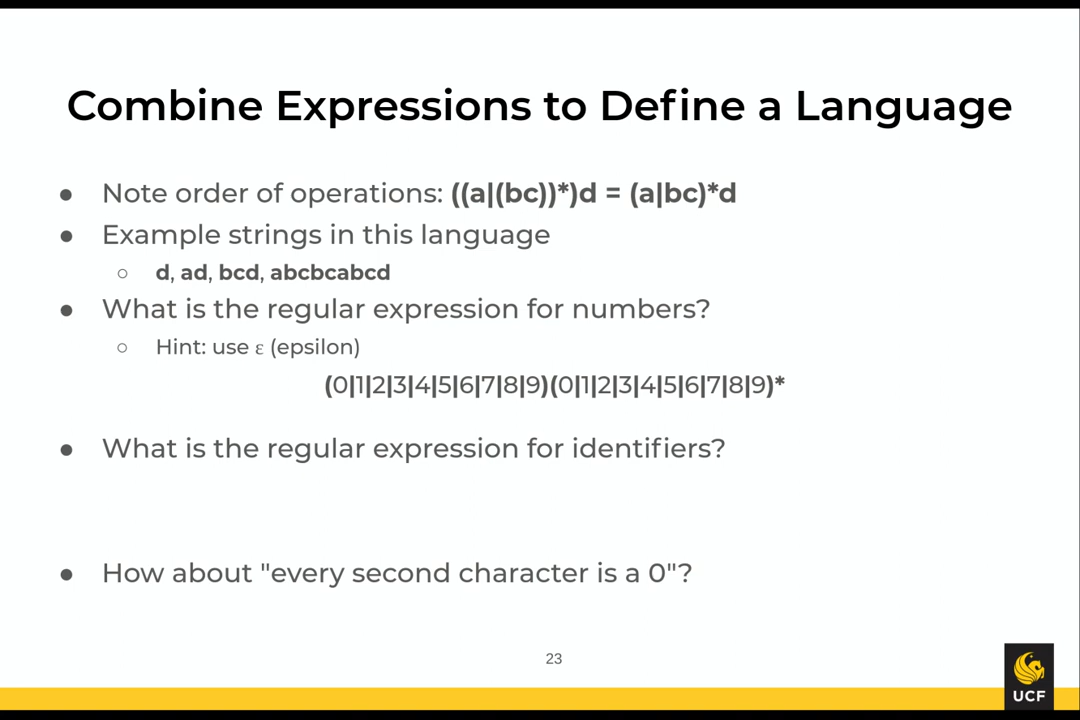 Combine Expressions to Define a Language
● Note order of operations: ((a|(bc))*)d = (a|bc)*d
● Example strings in this language
○ d, ad, bcd, abcbcabcd
● What is the regular expression for numbers?
○ Hint: use ε (epsilon)
(0|1|2|3|4|5|6|7|8|9)(0|1|2|3|4|5|6|7|8|9)*
● What is the regular expression for identifiers?
● How about "every second character is a 0"?
23
UCF